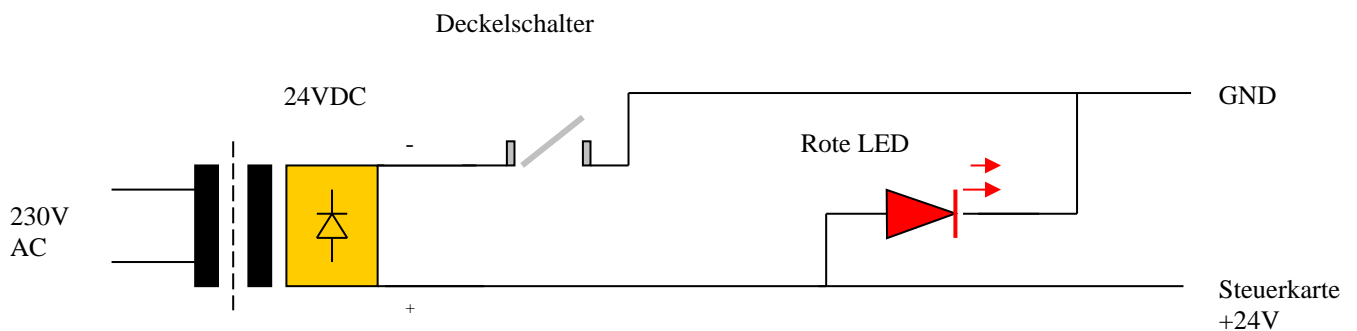 Deckelschalter
24VDC
GND
-
Rote LED
230V
AC
+
Steuerkarte
+24V